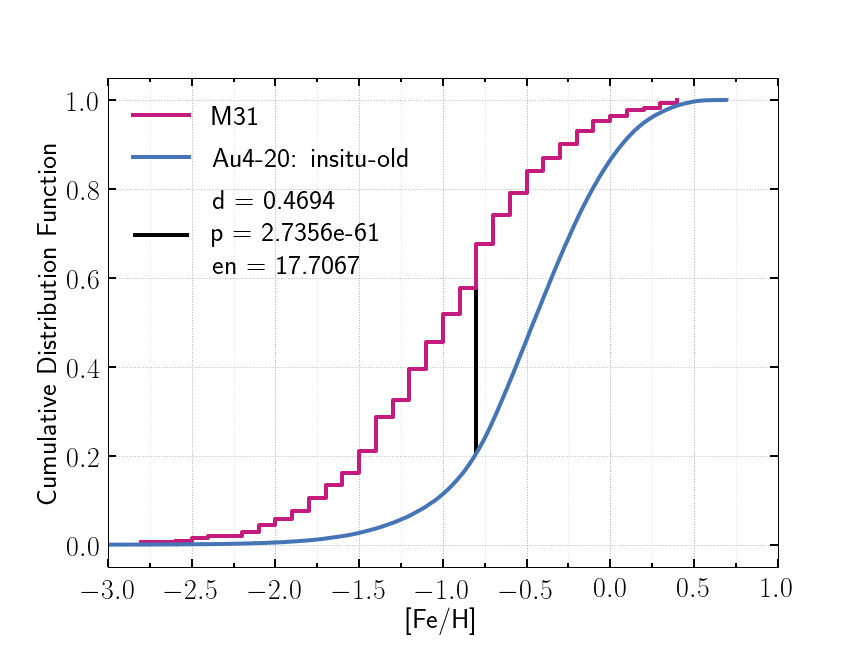 M31
Au4-20: insitu-old
d = 0.4694
p = 2.7356e-61
en = 17.7067
Cumulative Distribution Function
1.0
0.8
0.6
0.4
0.2
0.0
−3.0 −2.5 −2.0 −1.5 −1.0 −0.5 0.0 0.5 1.0
[Fe/H]